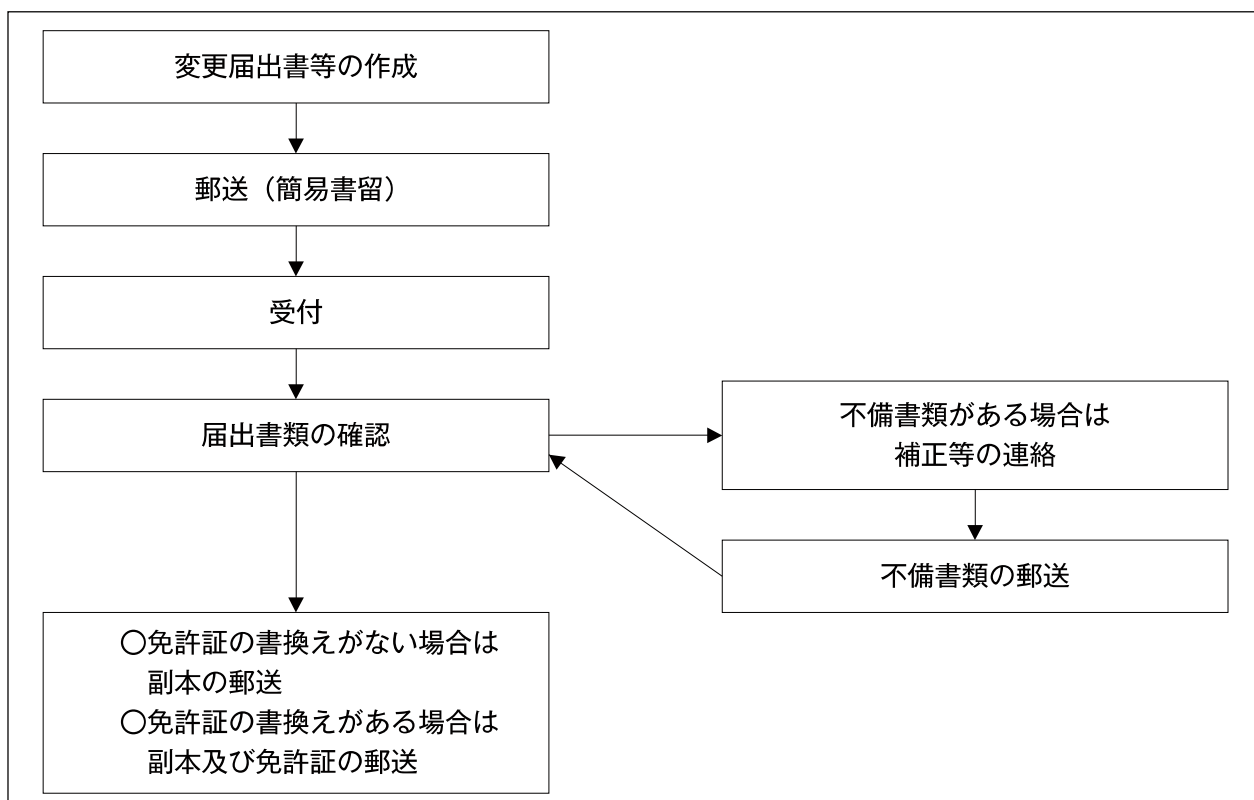 変更届出書等の作成
郵送（簡易書留）
受付
届出書類の確認
不備書類がある場合は
補正等の連絡
不備書類の郵送
〇免許証の書換えがない場合は
副本の郵送
〇免許証の書換えがある場合は
副本及び免許証の郵送